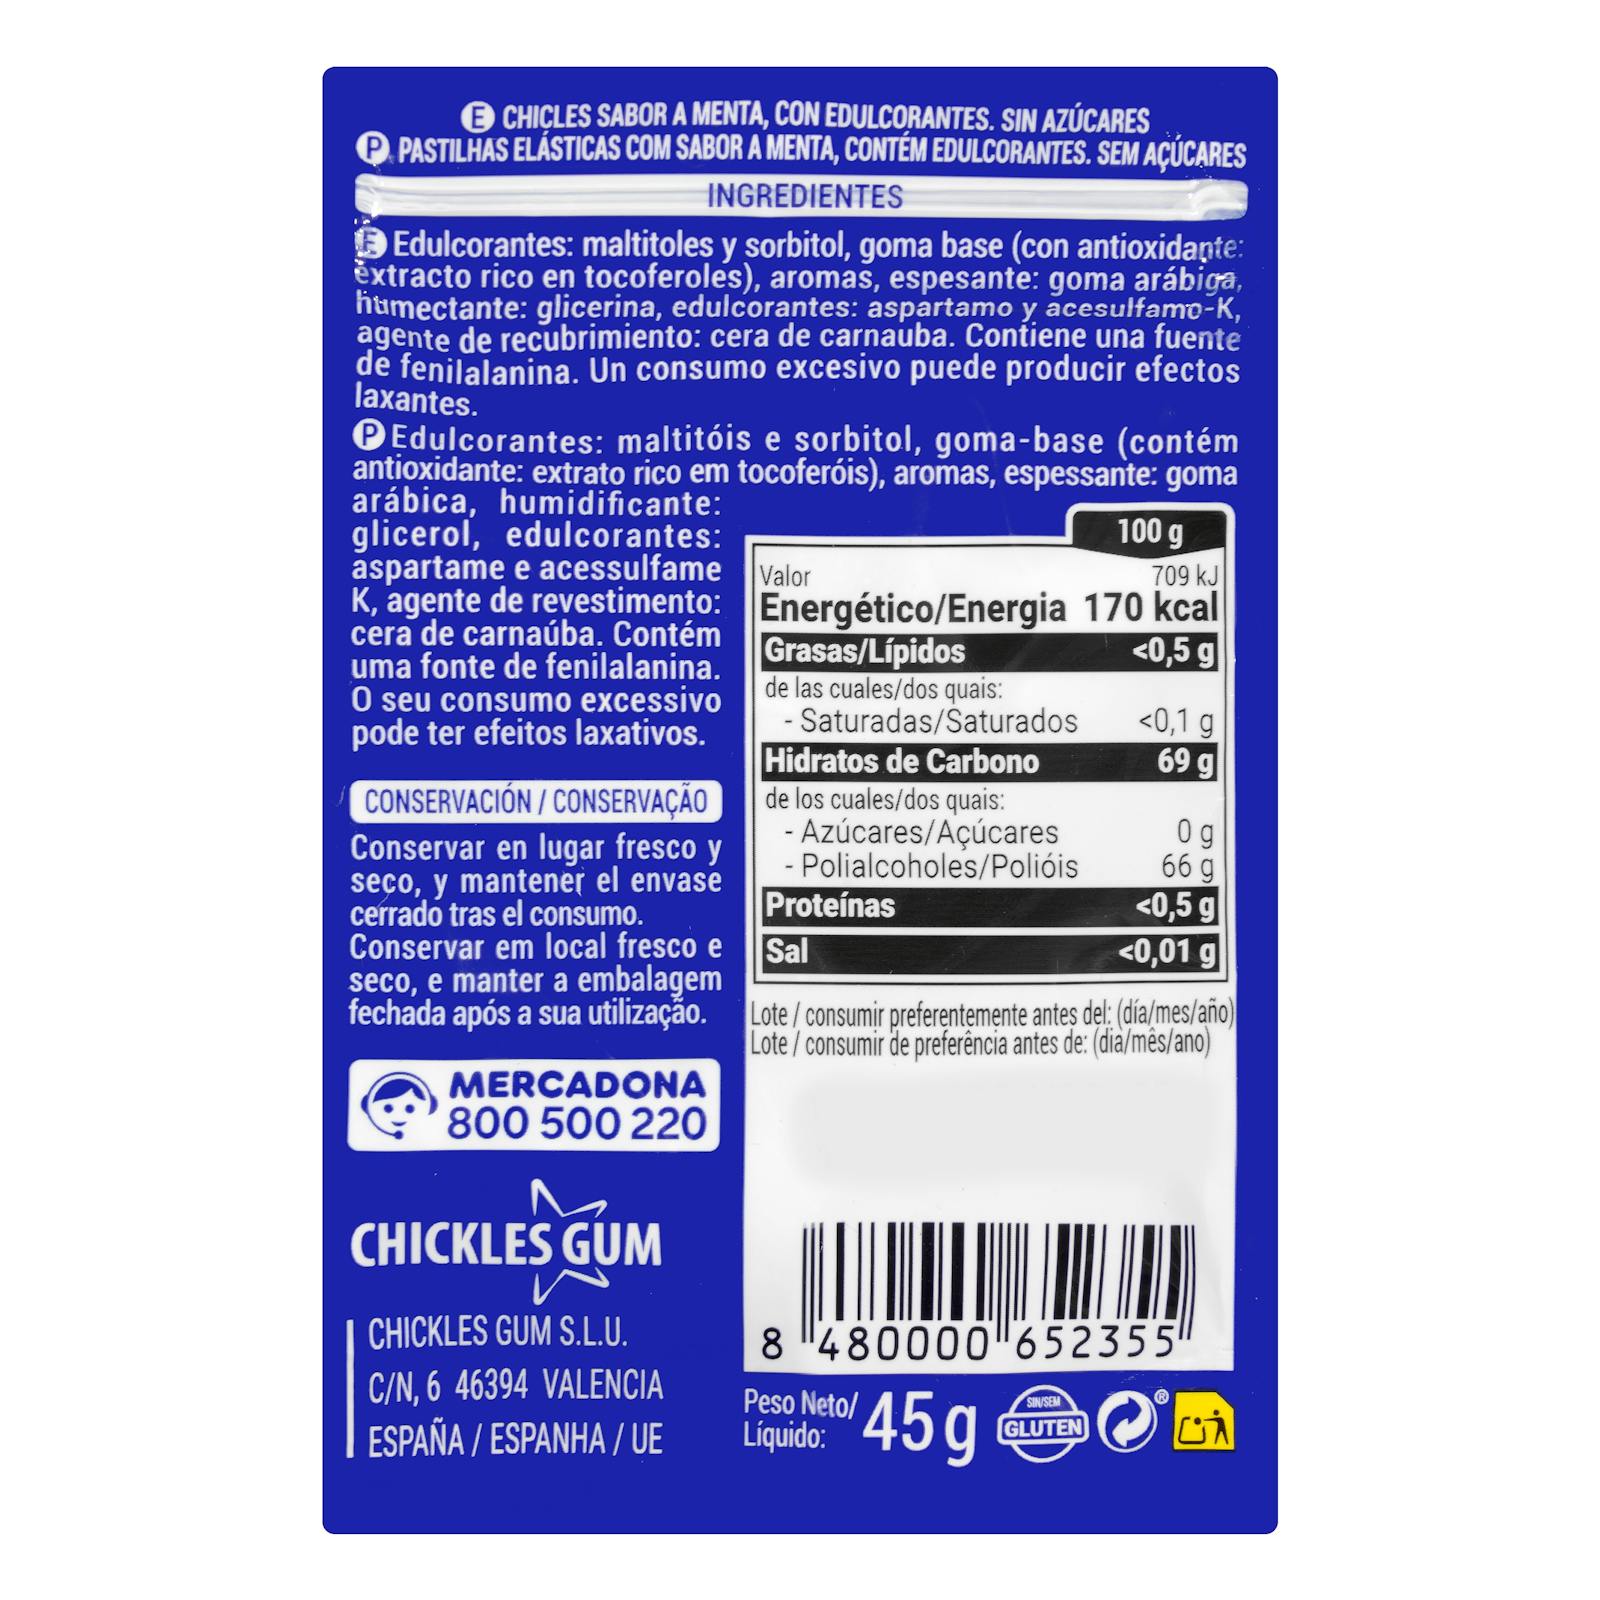 E CHICLES SABOR A MENTA, CON EDULCORANTES. SIN AZÚCARES
P PASTILHAS ELÁSTICAS COM SABOR A MENTA, CONTÉM EDULCORANTES. SEM AÇÚCARES
INGREDIENTES
E Edulcorantes: maltitoles y sorbitol, goma base (con antioxidante:
extracto rico en tocoferoles), aromas, espesante: goma arábiga,
humectante: glicerina, edulcorantes: aspartamo y acesulfamo-K,
agente de recubrimiento: cera de carnauba. Contiene una fuente
de fenilalanina. Un consumo excesivo puede producir efectos
laxantes.
P Edulcorantes: maltitóis e sorbitol, goma-base (contém
antioxidante: extrato rico em tocoferóis), aromas, espessante: goma
arábica, humidificante:
glicerol, edulcorantes:
aspartame e acessulfame
K, agente de revestimento:
cera de carnaúba. Contém
uma fonte de fenilalanina.
O seu consumo excessivo
pode ter efeitos laxativos.
CONSERVACIÓN / CONSERVAÇÃO
Conservar en lugar fresco y
seco, y mantener el envase
cerrado tras el consumo.
Conservar em local fresco e
seco, e manter a embalagem
fechada após a sua utilização.
MERCADONA
800 500 220
CHICKLES GUM
CHICKLES GUM S.L.U.
C/N, 6 46394 VALENCIA
ESPAÑA / ESPANHA / UE
100 g
Valor 709 kJ
Energético/Energia 170 kcal
Grasas/Lípidos <0,5 g
de las cuales/dos quais:
- Saturadas/Saturados <0,1 g
Hidratos de Carbono 69 g
de los cuales/dos quais:
- Azúcares/Açúcares 0 g
- Polialcoholes/Polióis 66 g
Proteínas <0,5 g
Sal <0,01 g
Lote / consumir preferentemente antes del: (día/mes/año)
Lote / consumir de preferência antes de: (dia/mês/ano)
8 480000 652355
Peso Neto/
Líquido: 45 g
SIN/SEM
GLUTEN
®